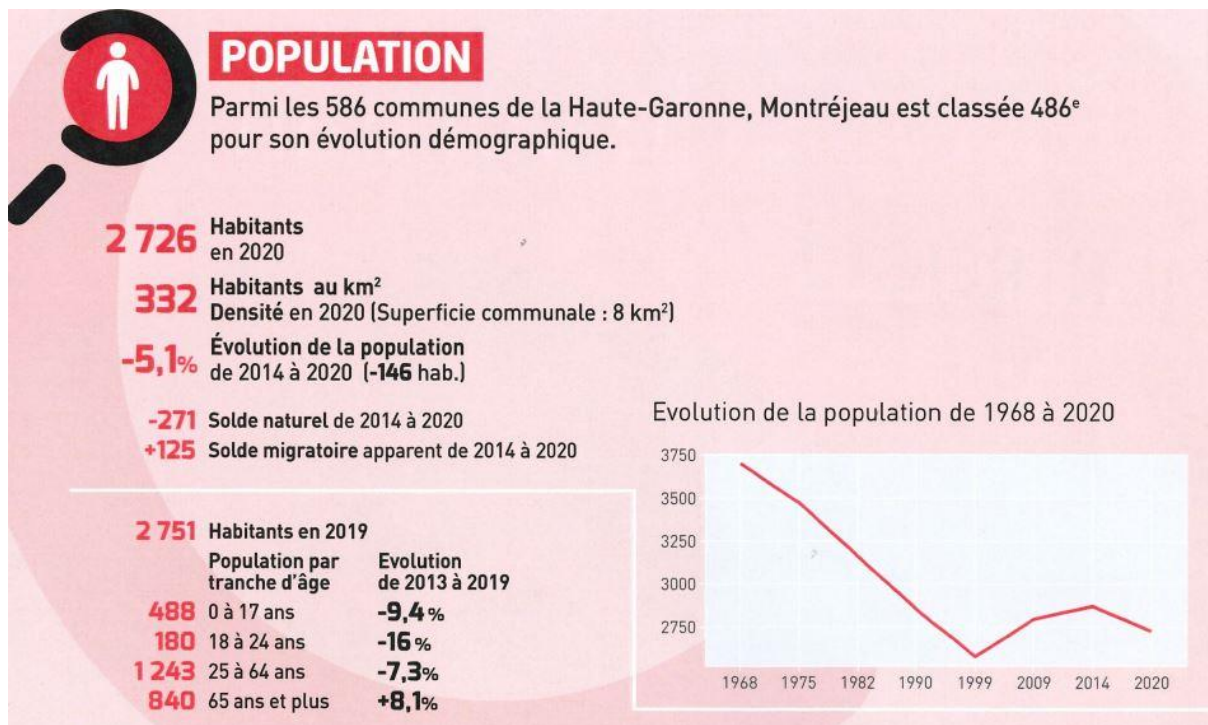 POPULATION
Parmi les 586 communes de la Haute-Garonne, Montréjeau est classée 486e
pour son évolution démographique.
2 726 Habitants
en 2020
332 Habitants au km²
Densité en 2020 (Superficie communale : 8 km²)
-5,1% Évolution de la population
de 2014 à 2020 (-146 hab.)
-271 Solde naturel de 2014 à 2020
+125 Solde migratoire apparent de 2014 à 2020
2 751 Habitants en 2019
Population par tranche d'âge
Evolution de 2013 à 2019
488 0 à 17 ans -9,4%
180 18 à 24 ans -16%
1 243 25 à 64 ans -7,3%
840 65 ans et plus +8,1%
Evolution de la population de 1968 à 2020
3750
3500
3250
3000
2750
1968 1975 1982 1990 1999 2009 2014 2020